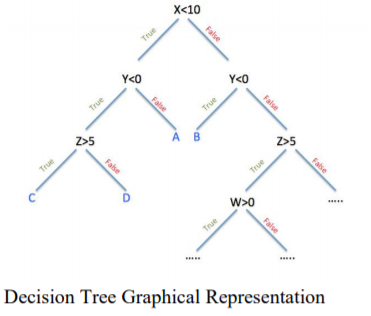 X<10
True False
Y<0 Y<0
True False True False
Z>5 A B Z>5
True False True False
C D W>0 .....
True False
..... .....
Decision Tree Graphical Representation